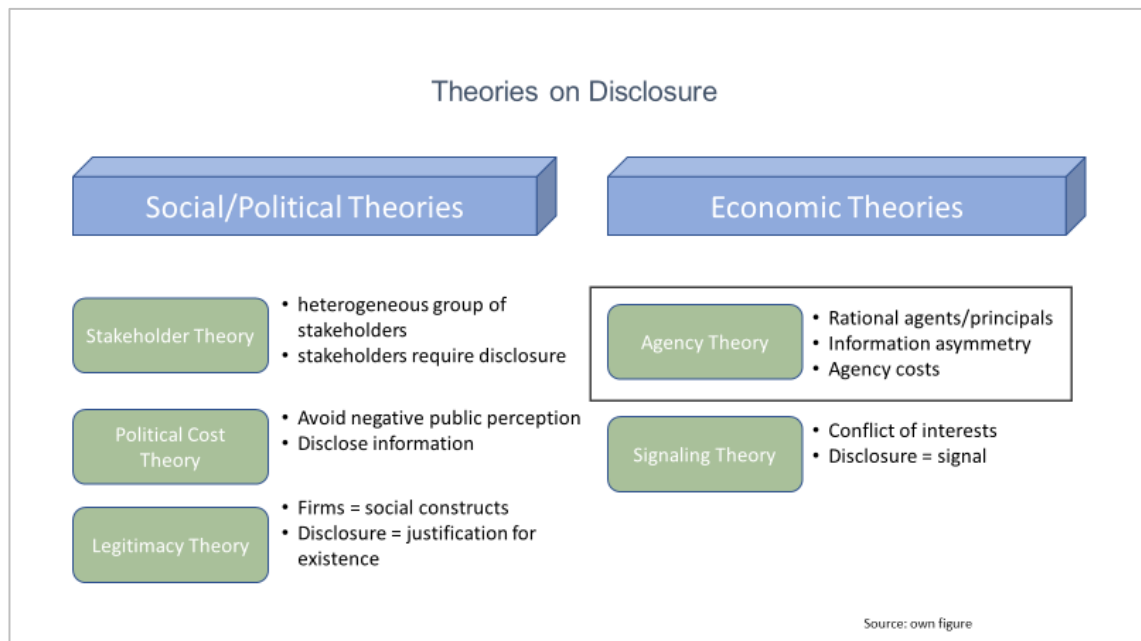 Theories on Disclosure
Social/Political Theories
Stakeholder Theory
• heterogeneous group of
stakeholders
• stakeholders require disclosure
Political Cost
Theory
• Avoid negative public perception
• Disclose information
Legitimacy Theory
• Firms = social constructs
• Disclosure = justification for
existence
Economic Theories
Agency Theory
• Rational agents/principals
• Information asymmetry
• Agency costs
Signaling Theory
• Conflict of interests
• Disclosure = signal
Source: own figure